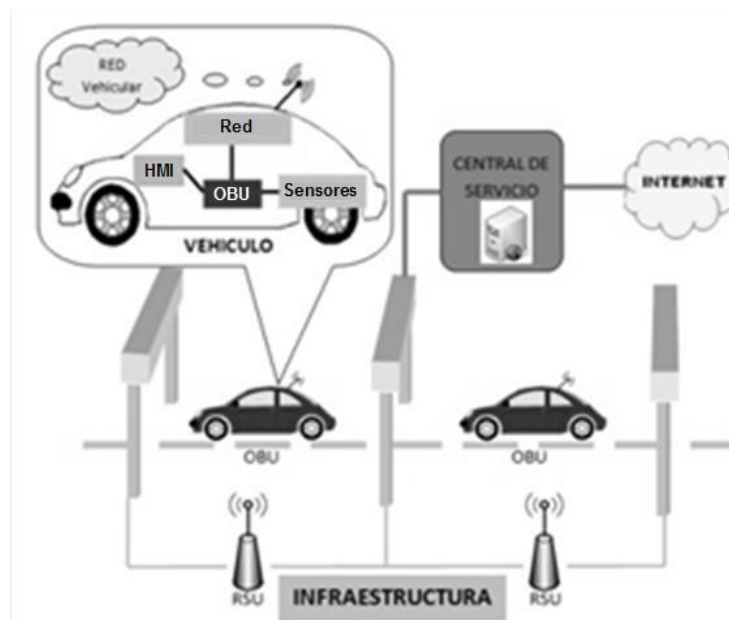 RED
Vehicular
Red
HMI
OBU
Sensores
VEHICULO
CENTRAL DE
SERVICIO
INTERNET
OBU
OBU
RSU
INFRAESTRUCTURA
RSU